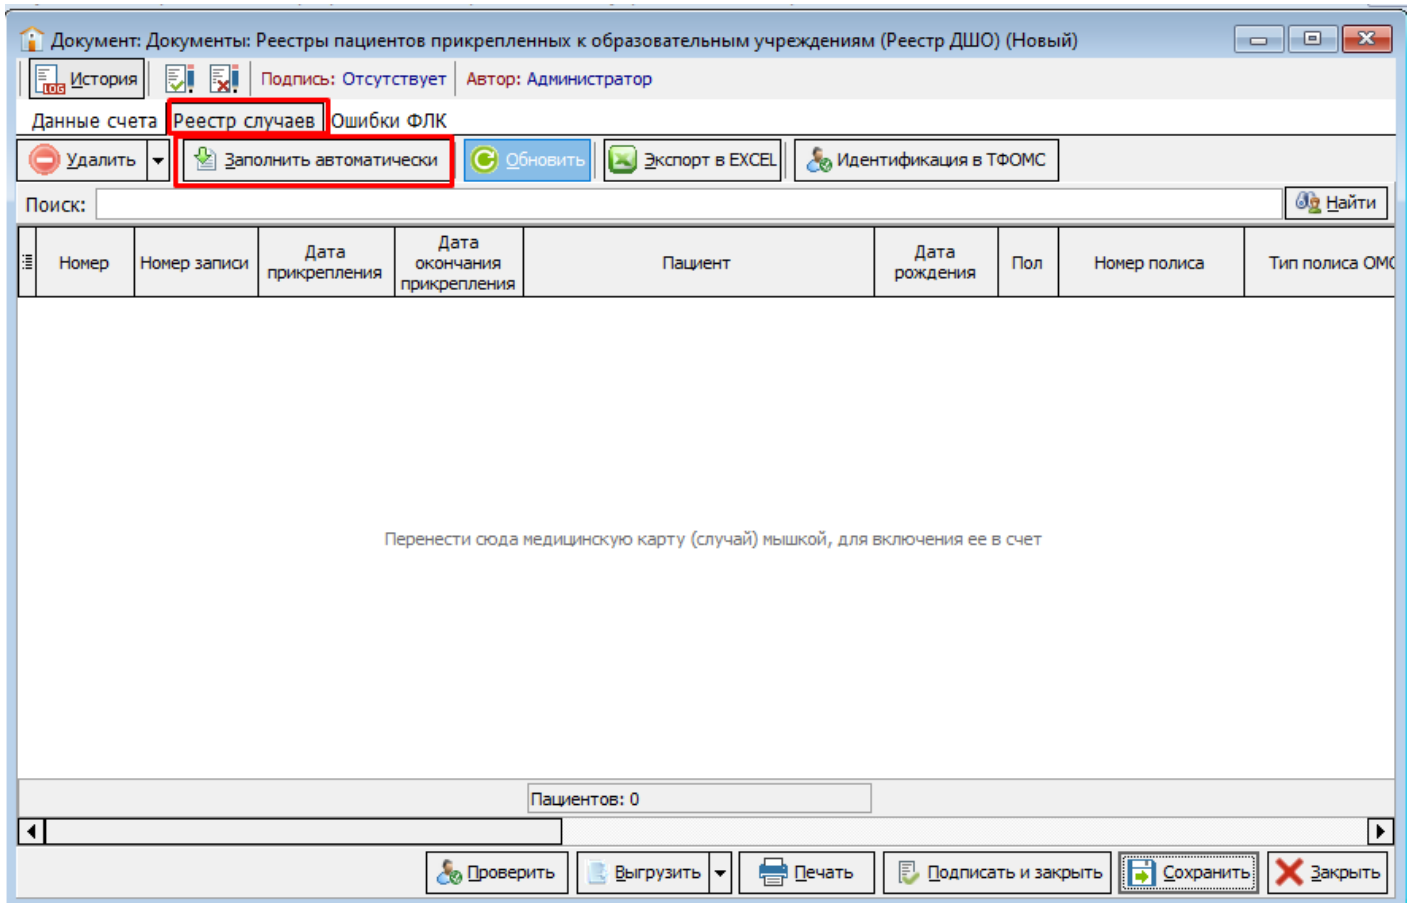 Документ: Документы: Реестры пациентов прикрепленных к образовательным учреждениям (Реестр ДШО) (Новый)
LOG История Подпись: Отсутствует Автор: Администратор
Данные счета Реестр случаев Ошибки ФЛК
Удалить Заполнить автоматически Обновить Экспорт в EXCEL Идентификация в ТФОМС
Поиск: Найти
Номер Номер записи Дата прикрепления Дата окончания прикрепления Пациент Дата рождения Пол Номер полиса Тип полиса ОМС
Перенести сюда медицинскую карту (случай) мышкой, для включения ее в счет
Пациентов: 0
Проверить Выгрузить Печать Подписать и закрыть Сохранить Закрыть